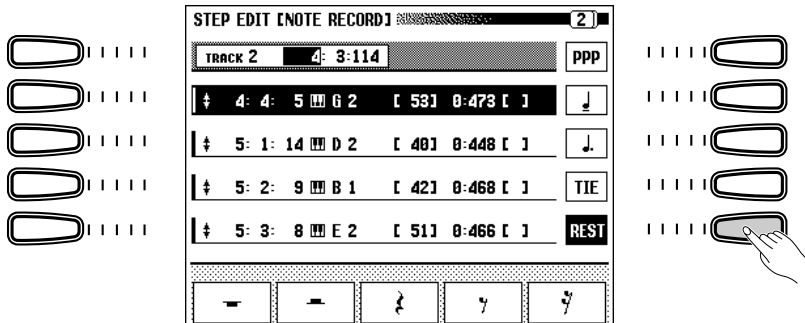 STEP EDIT [NOTE RECORD] 2
TRACK 2 4: 3:114 PPP
4: 4: 5 G 2 [ 53] 0:473 [ ]
5: 1: 14 D 2 [ 40] 0:448 [ ]
5: 2: 9 B 1 [ 42] 0:468 [ ] TIE
5: 3: 8 E 2 [ 51] 0:466 [ ] REST